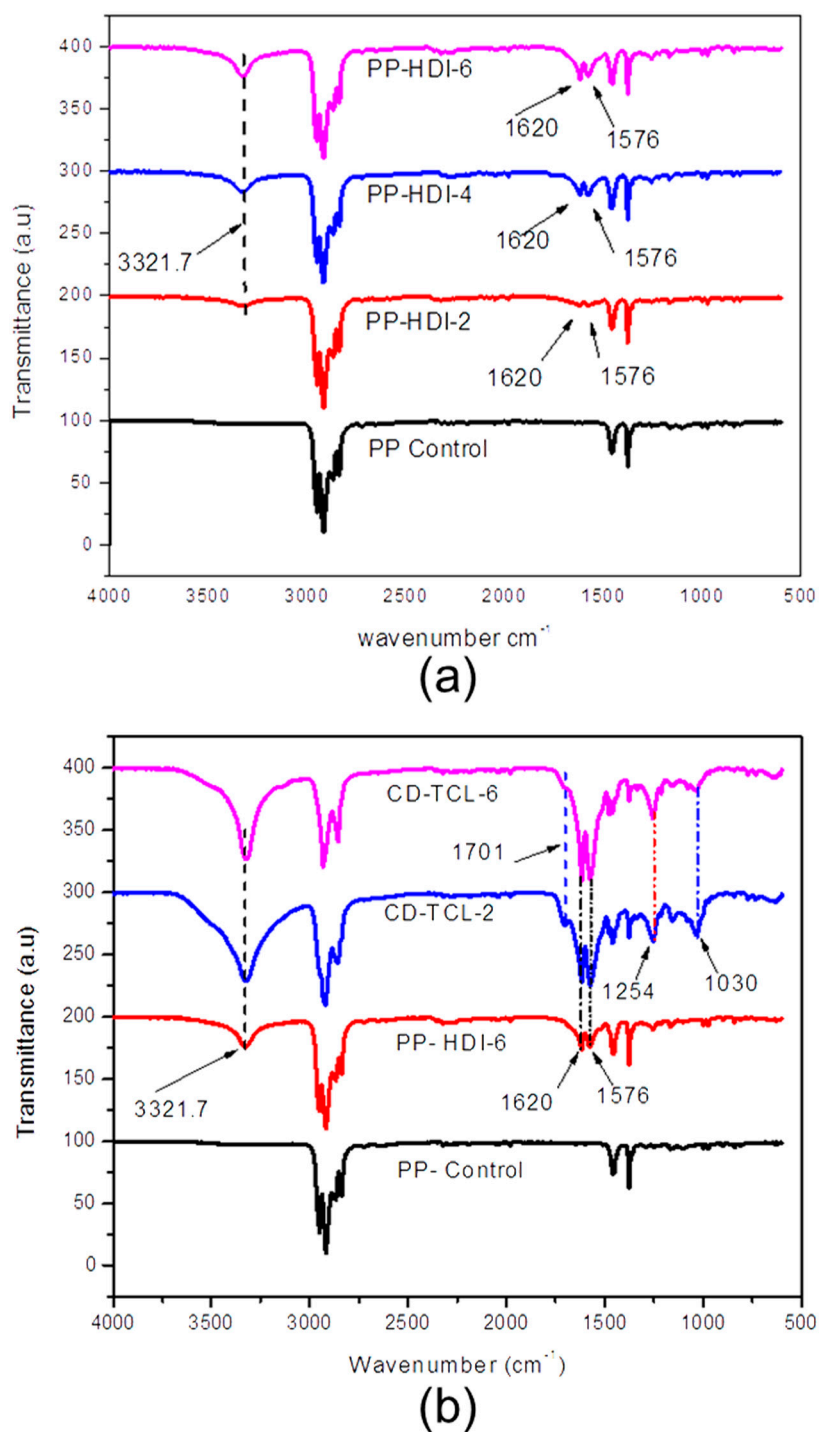 400
PP-HDI-6
350
1620
1576
300
PP-HDI-4
250
3321.7
1620
1576
200
PP-HDI-2
150
1620
1576
100
PP Control
50
0
Transmittance (a.u)
4000 3500 3000 2500 2000 1500 1000 500
wavenumber cm⁻¹
(a)
400
CD-TCL-6
350
1701
300
CD-TCL-2
250
1254
1030
200
PP- HDI-6
150
3321.7
1620
1576
100
PP- Control
50
0
Transmittance (a.u)
4000 3500 3000 2500 2000 1500 1000 500
Wavenumber (cm⁻¹)
(b)